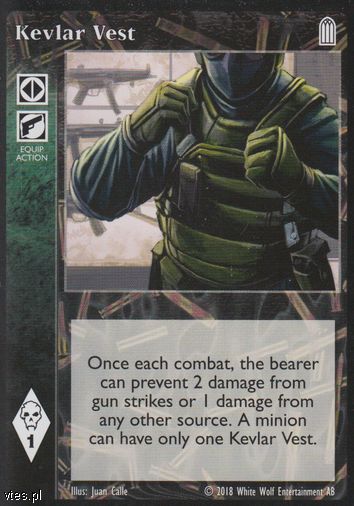 Kevlar Vest
EQUIP
ACTION
Once each combat, the bearer
can prevent 2 damage from
gun strikes or 1 damage from
any other source. A minion
can have only one Kevlar Vest.
1
Illus: Juan Calle
© 2018 White Wolf Entertainment AB
vtes.pl